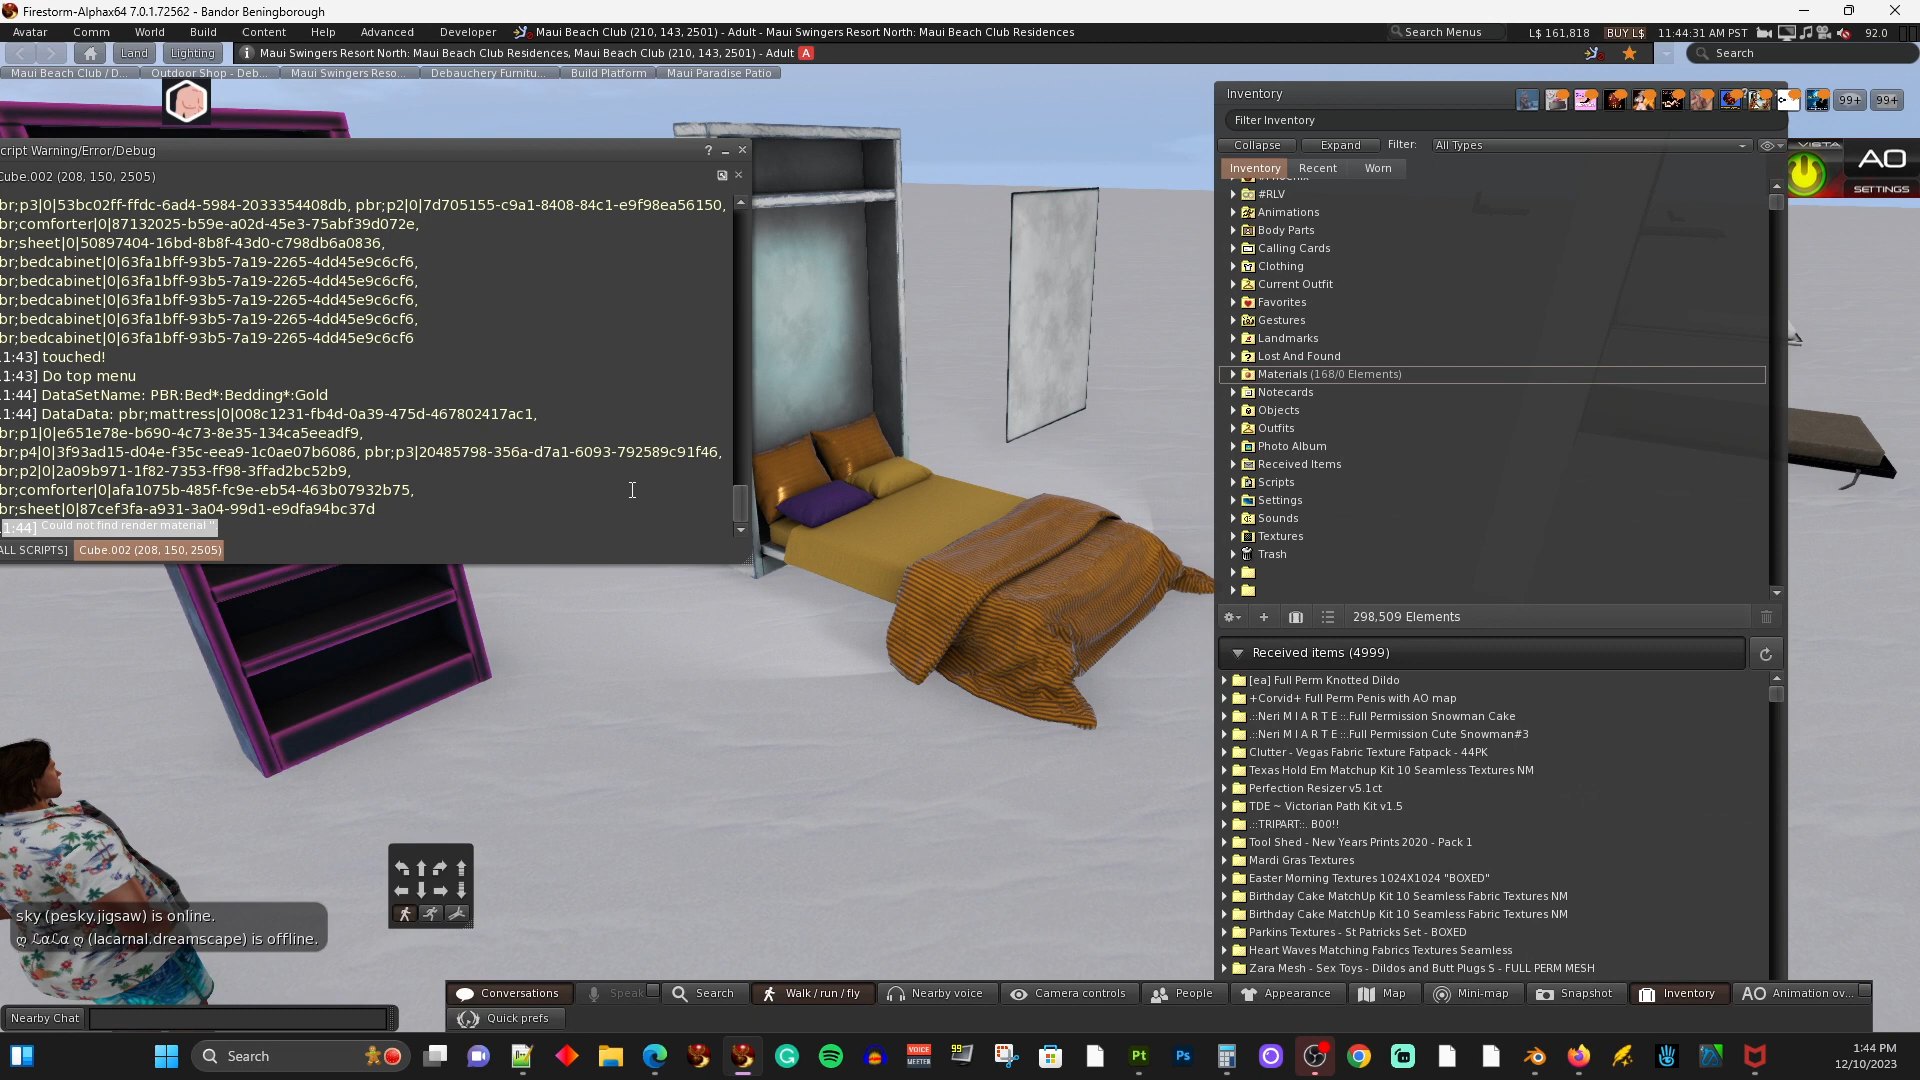 Firestorm-Alphax64 7.0.1.72562 - Bandor Beningborough
Avatar Comm World Build Content Help Advanced Developer Maui Beach Club (210, 143, 2501) - Adult - Maui Swingers Resort North: Maui Beach Club Residences Search Menus L$ 161,818 BUY L$ 11:44:31 AM PST 92.0
Land Lighting Maui Swingers Resort North: Maui Beach Club Residences, Maui Beach Club (210, 143, 2501) - Adult A Search
Maui Beach Club / D... Outdoor Shop - Deb... Maui Swingers Reso... Debauchery Furnitu... Build Platform Maui Paradise Patio
Inventory 99+ 99+
Filter Inventory
Collapse Expand Filter: All Types
Inventory Recent Worn
VISTA AO
SETTINGS
cript Warning/Error/Debug ?
Cube.002 (208, 150, 2505)
br;p3|0|53bc02ff-ffdc-6ad4-5984-2033354408db, pbr;p2|0|7d705155-c9a1-8408-84c1-e9f98ea56150,
br;comforter|0|87132025-b59e-a02d-45e3-75abf39d072e,
br;sheet|0|50897404-16bd-8b8f-43d0-c798db6a0836,
br;bedcabinet|0|63fa1bff-93b5-7a19-2265-4dd45e9c6cf6,
br;bedcabinet|0|63fa1bff-93b5-7a19-2265-4dd45e9c6cf6,
br;bedcabinet|0|63fa1bff-93b5-7a19-2265-4dd45e9c6cf6,
br;bedcabinet|0|63fa1bff-93b5-7a19-2265-4dd45e9c6cf6,
br;bedcabinet|0|63fa1bff-93b5-7a19-2265-4dd45e9c6cf6
1:43] touched!
11:43] Do top menu
11:44] DataSetName: PBR:Bed*:Bedding*:Gold
11:44] DataData: pbr;mattress|0|008c1231-fb4d-0a39-475d-467802417ac1,
br;p1|0|e651e78e-b690-4c73-8e35-134ca5eeadf9,
br;p4|0|3f93ad15-d04e-f35c-eea9-1c0ae07b6086, pbr;p3|20485798-356a-d7a1-6093-792589c91f46,
br;p2|0|2a09b971-1f82-7353-ff98-3ffad2bc52b9,
br;comforter|0|afa1075b-485f-fc9e-eb54-463b07932b75,
br;sheet|0|87cef3fa-a931-3a04-99d1-e9dfa94bc37d
1:44] Could not find render material ''
ALL SCRIPTS] Cube.002 (208, 150, 2505)
#RLV
Animations
Body Parts
Calling Cards
Clothing
Current Outfit
Favorites
Gestures
Landmarks
Lost And Found
Materials (168/0 Elements)
Notecards
Objects
Outfits
Photo Album
Received Items
Scripts
Settings
Sounds
Textures
Trash
298,509 Elements
Received items (4999)
[ea] Full Perm Knotted Dildo
+Corvid+ Full Perm Penis with AO map
.::Neri M I A R T E ::.Full Permission Snowman Cake
.::Neri M I A R T E ::.Full Permission Cute Snowman#3
Clutter - Vegas Fabric Texture Fatpack - 44PK
Texas Hold Em Matchup Kit 10 Seamless Textures NM
Perfection Resizer v5.1ct
TDE ~ Victorian Path Kit v1.5
.::TRIPART::. B00!!
Tool Shed - New Years Prints 2020 - Pack 1
Mardi Gras Textures
Easter Morning Textures 1024X1024 "BOXED"
Birthday Cake MatchUp Kit 10 Seamless Fabric Textures NM
Birthday Cake MatchUp Kit 10 Seamless Fabric Textures NM
Parkins Textures - St Patricks Set - BOXED
Heart Waves Matching Fabrics Textures Seamless
Zara Mesh - Sex Toys - Dildos and Butt Plugs S - FULL PERM MESH
sky (pesky.jigsaw) is online.
ღ ℒαℒα ღ (lacarnal.dreamscape) is offline.
Conversations Speak Search Walk / run / fly Nearby voice Camera controls People Appearance Map Mini-map Snapshot Inventory AO Animation ov...
Nearby Chat Quick prefs
Search VOICE MEETER 99 Pt Ps
1:44 PM
12/10/2023